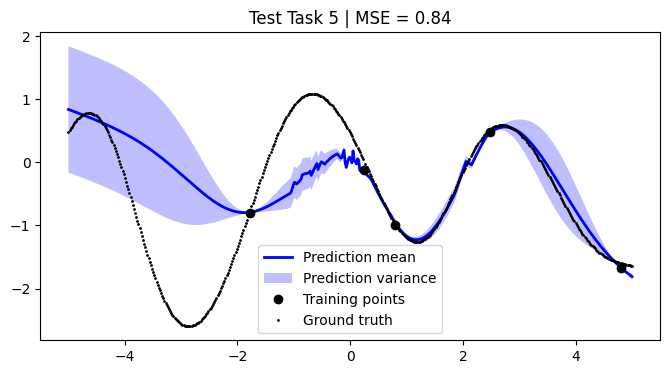 Test Task 5 | MSE = 0.84
2
1
0
−1
−2
−4
−2
0
2
4
Prediction mean
Prediction variance
Training points
Ground truth